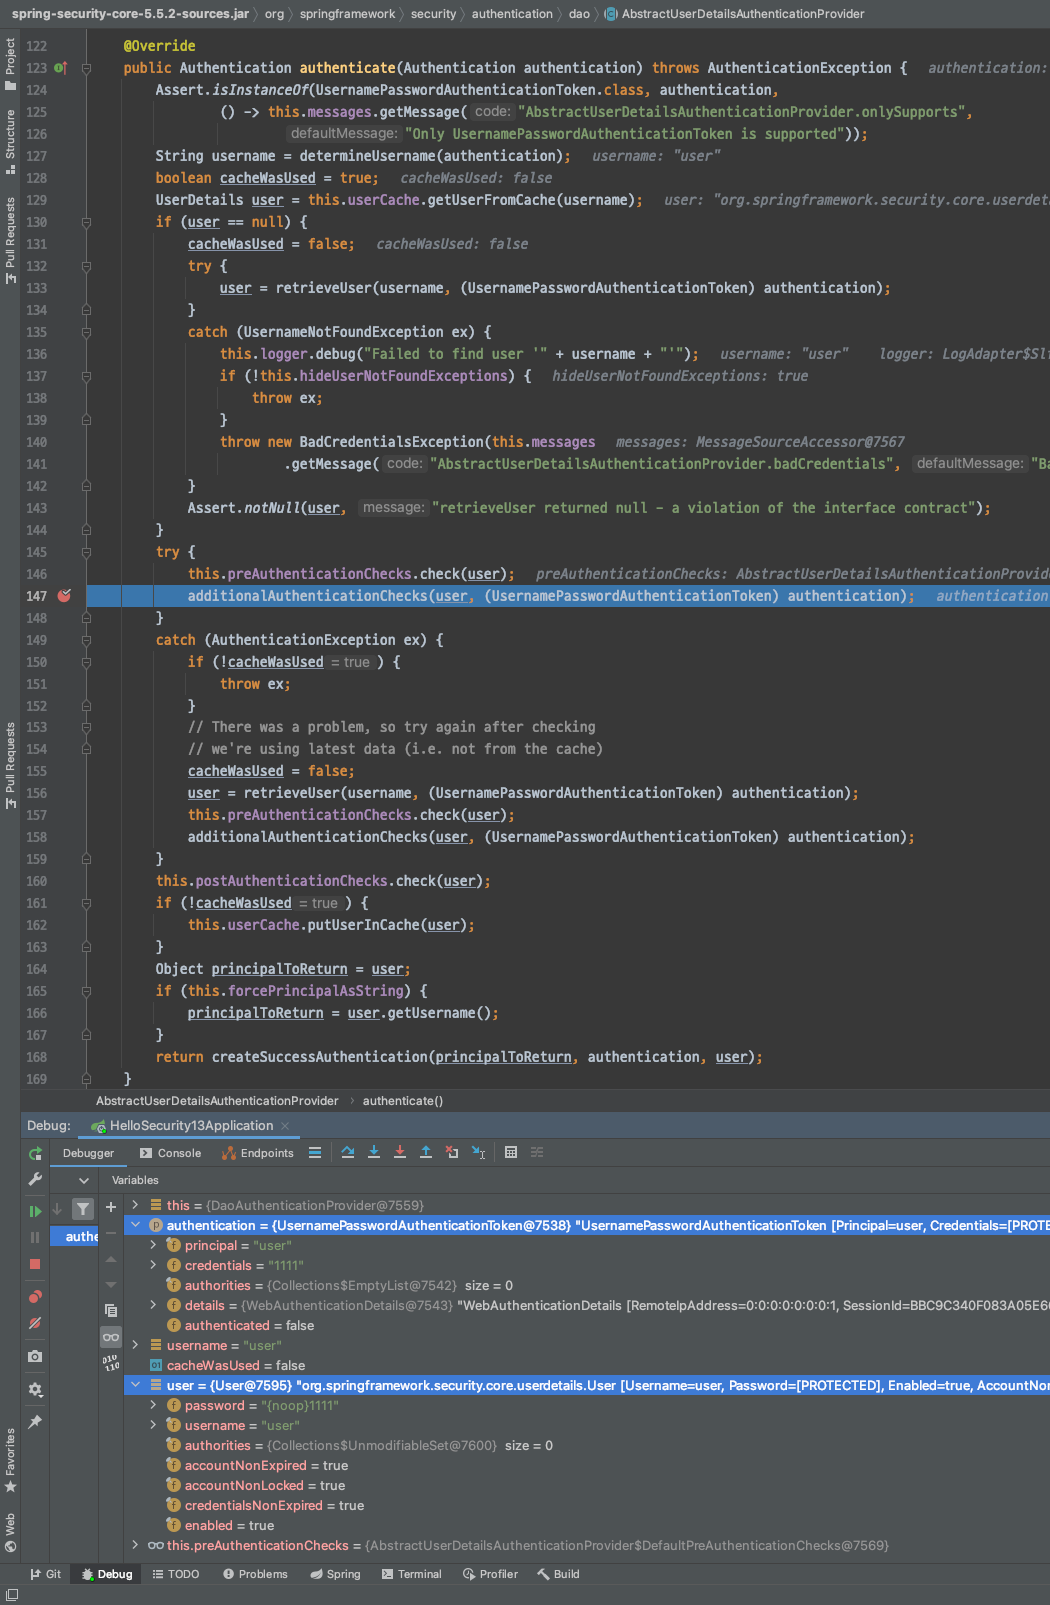 spring-security-core-5.5.2-sources.jar › org › springframework › security › authentication › dao › AbstractUserDetailsAuthenticationProvider
Project
Structure
Pull Requests
Pull Requests
Favorites
Web
122 @Override
123 public Authentication authenticate(Authentication authentication) throws AuthenticationException { authentication:
124 Assert.isInstanceOf(UsernamePasswordAuthenticationToken.class, authentication,
125 () -> this.messages.getMessage( code: "AbstractUserDetailsAuthenticationProvider.onlySupports",
126 defaultMessage: "Only UsernamePasswordAuthenticationToken is supported"));
127 String username = determineUsername(authentication); username: "user"
128 boolean cacheWasUsed = true; cacheWasUsed: false
129 UserDetails user = this.userCache.getUserFromCache(username); user: "org.springframework.security.core.userdeta
130 if (user == null) {
131 cacheWasUsed = false; cacheWasUsed: false
132 try {
133 user = retrieveUser(username, (UsernamePasswordAuthenticationToken) authentication);
134 }
135 catch (UsernameNotFoundException ex) {
136 this.logger.debug("Failed to find user '" + username + "'"); username: "user" logger: LogAdapter$Slf
137 if (!this.hideUserNotFoundExceptions) { hideUserNotFoundExceptions: true
138 throw ex;
139 }
140 throw new BadCredentialsException(this.messages messages: MessageSourceAccessor@7567
141 .getMessage( code: "AbstractUserDetailsAuthenticationProvider.badCredentials", defaultMessage: "Ba
142 }
143 Assert.notNull(user, message: "retrieveUser returned null - a violation of the interface contract");
144 }
145 try {
146 this.preAuthenticationChecks.check(user); preAuthenticationChecks: AbstractUserDetailsAuthenticationProvide
147 additionalAuthenticationChecks(user, (UsernamePasswordAuthenticationToken) authentication); authentication
148 }
149 catch (AuthenticationException ex) {
150 if (!cacheWasUsed = true ) {
151 throw ex;
152 }
153 // There was a problem, so try again after checking
154 // we're using latest data (i.e. not from the cache)
155 cacheWasUsed = false;
156 user = retrieveUser(username, (UsernamePasswordAuthenticationToken) authentication);
157 this.preAuthenticationChecks.check(user);
158 additionalAuthenticationChecks(user, (UsernamePasswordAuthenticationToken) authentication);
159 }
160 this.postAuthenticationChecks.check(user);
161 if (!cacheWasUsed = true ) {
162 this.userCache.putUserInCache(user);
163 }
164 Object principalToReturn = user;
165 if (this.forcePrincipalAsString) {
166 principalToReturn = user.getUsername();
167 }
168 return createSuccessAuthentication(principalToReturn, authentication, user);
169 }
AbstractUserDetailsAuthenticationProvider › authenticate()
Debug: HelloSecurity13Application ×
Debugger Console Endpoints
Variables
authe
this = {DaoAuthenticationProvider@7559}
authentication = {UsernamePasswordAuthenticationToken@7538} "UsernamePasswordAuthenticationToken [Principal=user, Credentials=[PROTE
principal = "user"
credentials = "1111"
authorities = {Collections$EmptyList@7542} size = 0
details = {WebAuthenticationDetails@7543} "WebAuthenticationDetails [RemoteIpAddress=0:0:0:0:0:0:0:1, SessionId=BBC9C340F083A05E6
authenticated = false
username = "user"
cacheWasUsed = false
user = {User@7595} "org.springframework.security.core.userdetails.User [Username=user, Password=[PROTECTED], Enabled=true, AccountNon
password = "{noop}1111"
username = "user"
authorities = {Collections$UnmodifiableSet@7600} size = 0
accountNonExpired = true
accountNonLocked = true
credentialsNonExpired = true
enabled = true
this.preAuthenticationChecks = {AbstractUserDetailsAuthenticationProvider$DefaultPreAuthenticationChecks@7569}
Git Debug TODO Problems Spring Terminal Profiler Build